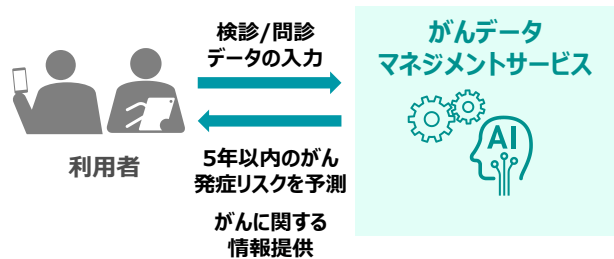 検診/問診
データの入力
がんデータ
マネジメントサービス
AI
利用者
5年以内のがん
発症リスクを予測
がんに関する
情報提供